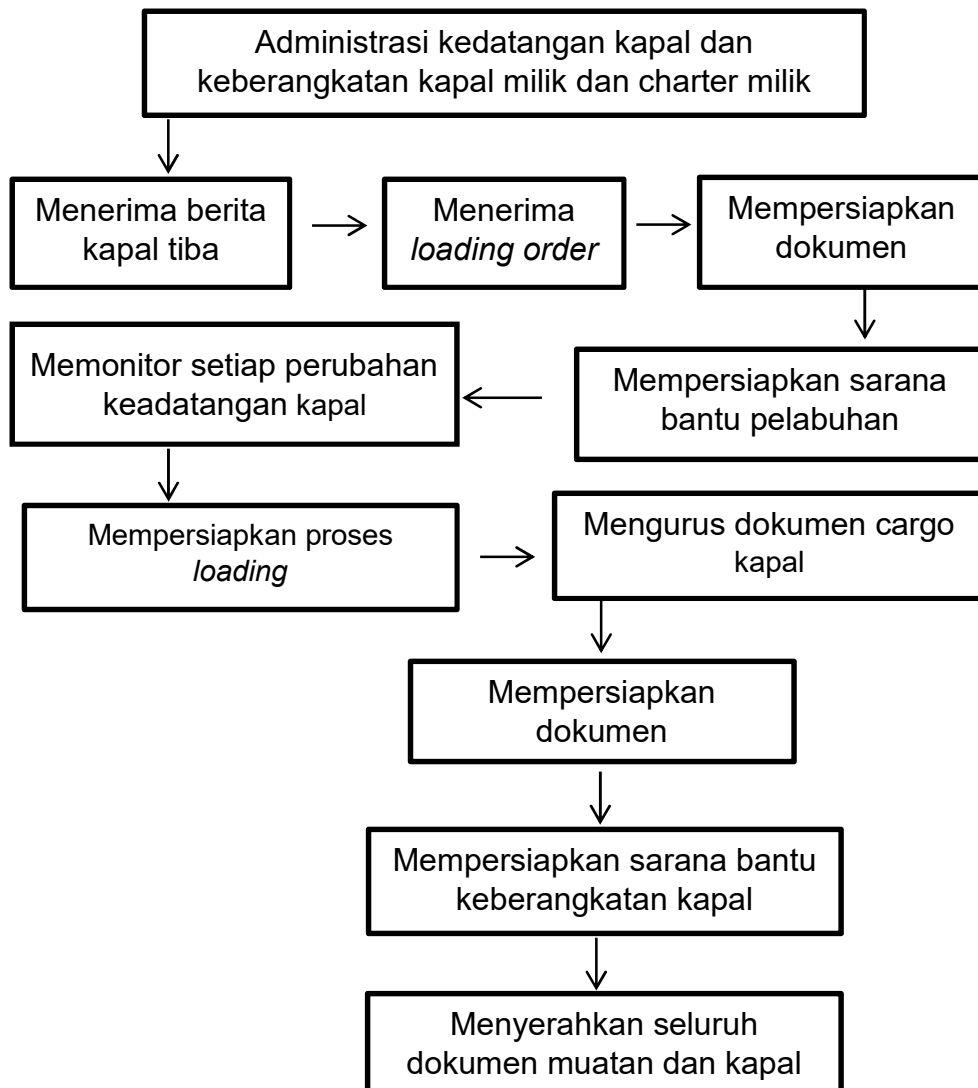 Administrasi kedatangan kapal dan
keberangkatan kapal milik dan charter milik
Menerima berita
kapal tiba
Menerima
loading order
Mempersiapkan
dokumen
Mempersiapkan sarana
bantu pelabuhan
Memonitor setiap perubahan
keadatangan kapal
Mempersiapkan proses
loading
Mengurus dokumen cargo
kapal
Mempersiapkan
dokumen
Mempersiapkan sarana bantu
keberangkatan kapal
Menyerahkan seluruh
dokumen muatan dan kapal